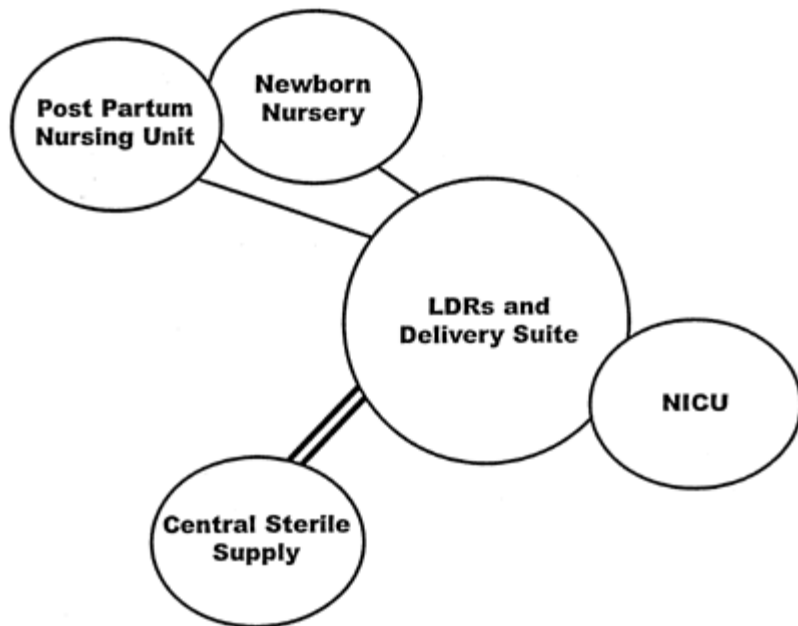 Post Partum
Nursing Unit
Newborn
Nursery
LDRs and
Delivery Suite
NICU
Central Sterile
Supply